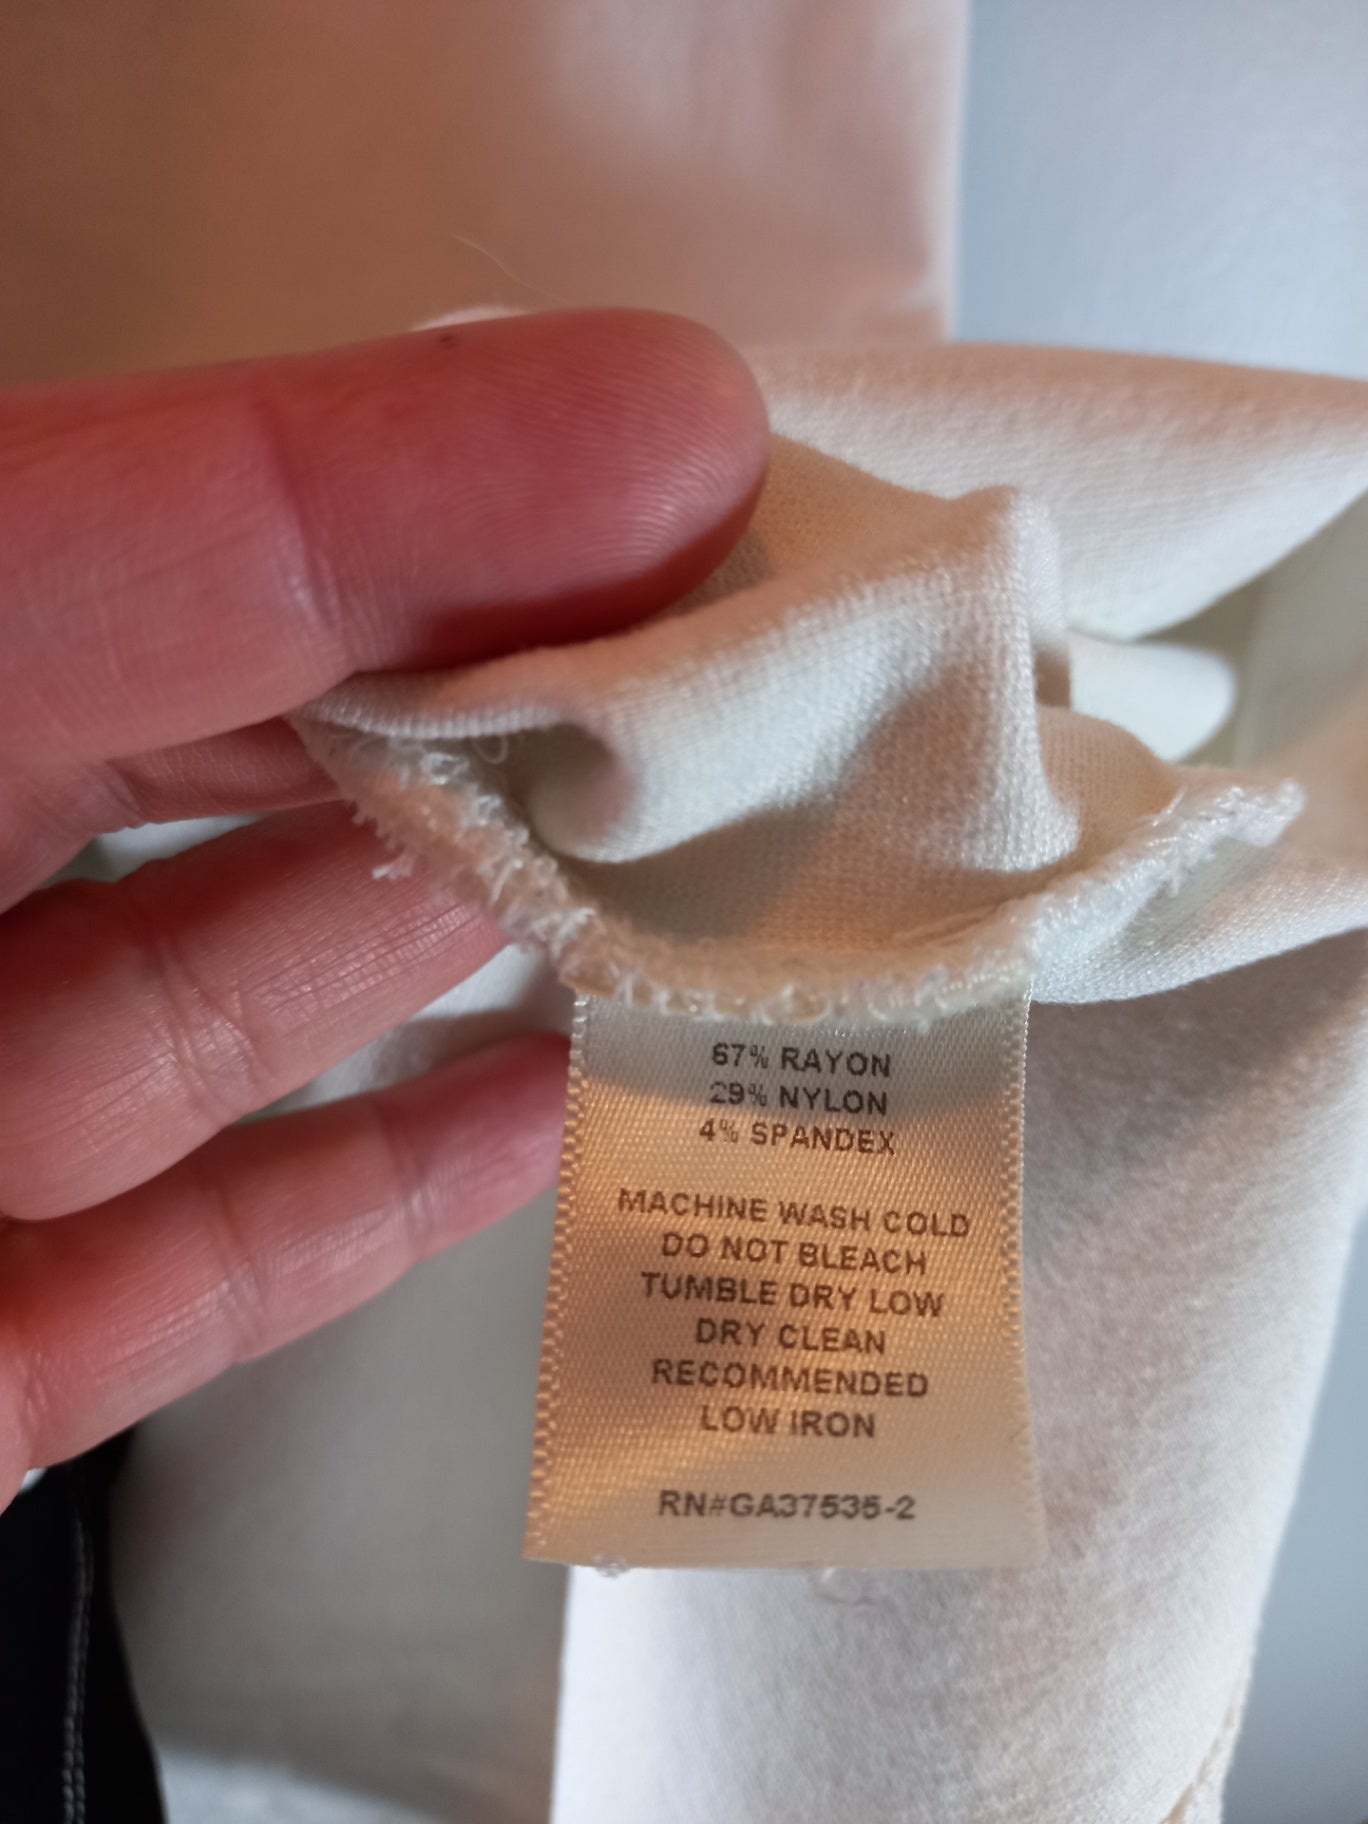 67% RAYON
29% NYLON
4% SPANDEX
MACHINE WASH COLD
DO NOT BLEACH
TUMBLE DRY LOW
DRY CLEAN
RECOMMENDED
LOW IRON
RN#GA37535-2